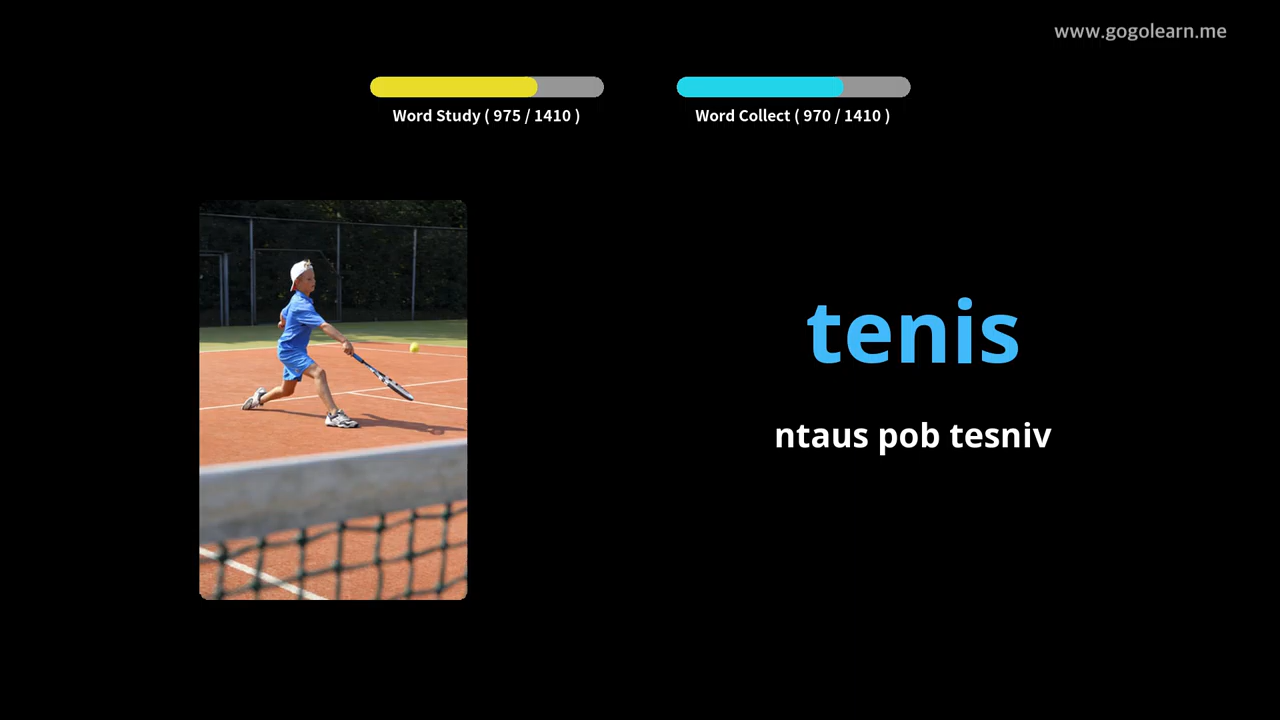 www.gogolearn.me
Word Study ( 975 / 1410 )
Word Collect ( 970 / 1410 )
tenis
ntaus pob tesniv